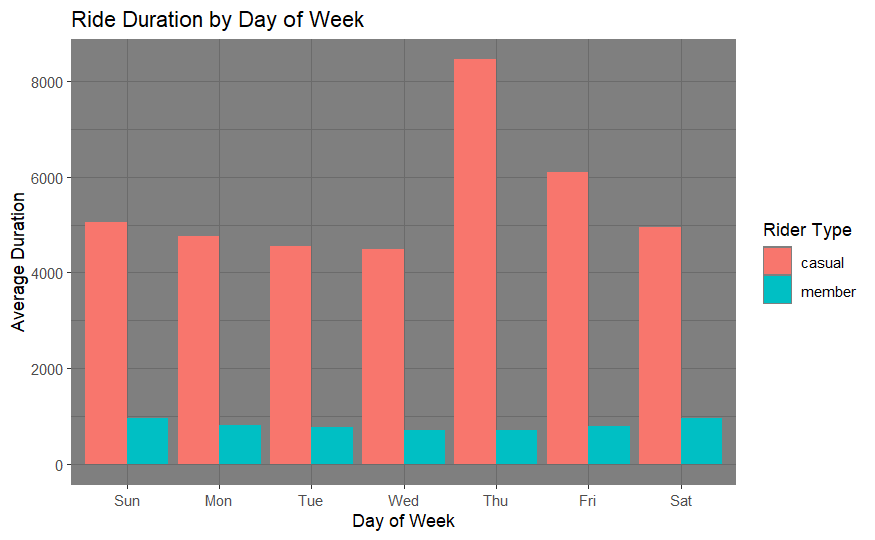 Ride Duration by Day of Week
Average Duration
8000
6000
4000
2000
0
Sun Mon Tue Wed Thu Fri Sat
Day of Week
Rider Type
casual
member